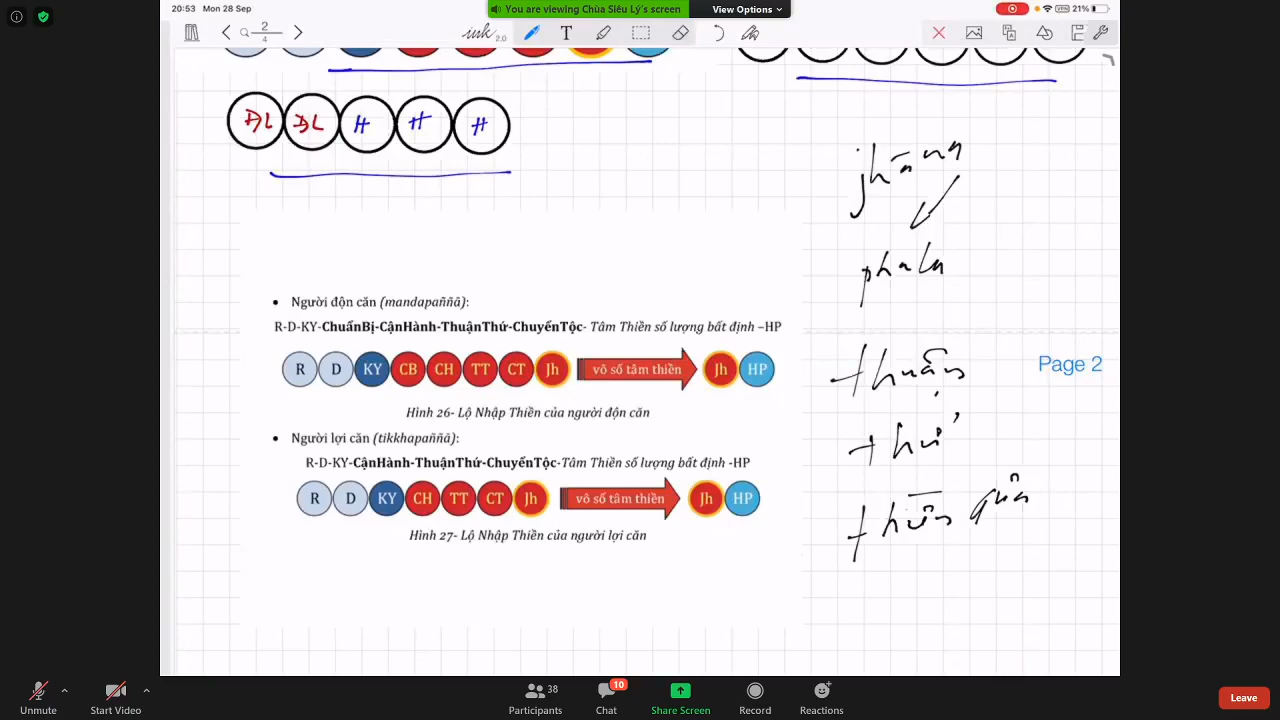 20:53 Mon 28 Sep
You are viewing Chùa Siêu Lý's screen
View Options
VPN 21%
2
4
ink 2.0
T
ĐL ĐL H H H
jhāna
phala
• Người độn căn (mandapaññā):
R-D-KY-ChuẩnBị-CậnHành-ThuậnThứ-ChuyểnTộc- Tâm Thiền số lượng bất định –HP
R D KY CB CH TT CT Jh vô số tâm thiền Jh HP
Hình 26- Lộ Nhập Thiền của người độn căn
• Người lợi căn (tikkhapaññā):
R-D-KY-CậnHành-ThuậnThứ-ChuyểnTộc-Tâm Thiền số lượng bất định -HP
R D KY CH TT CT Jh vô số tâm thiền Jh HP
Hình 27- Lộ Nhập Thiền của người lợi căn
thuận
Page 2
thứ
Unmute
Start Video
38
Participants
10
Chat
Share Screen
Record
Reactions
Leave